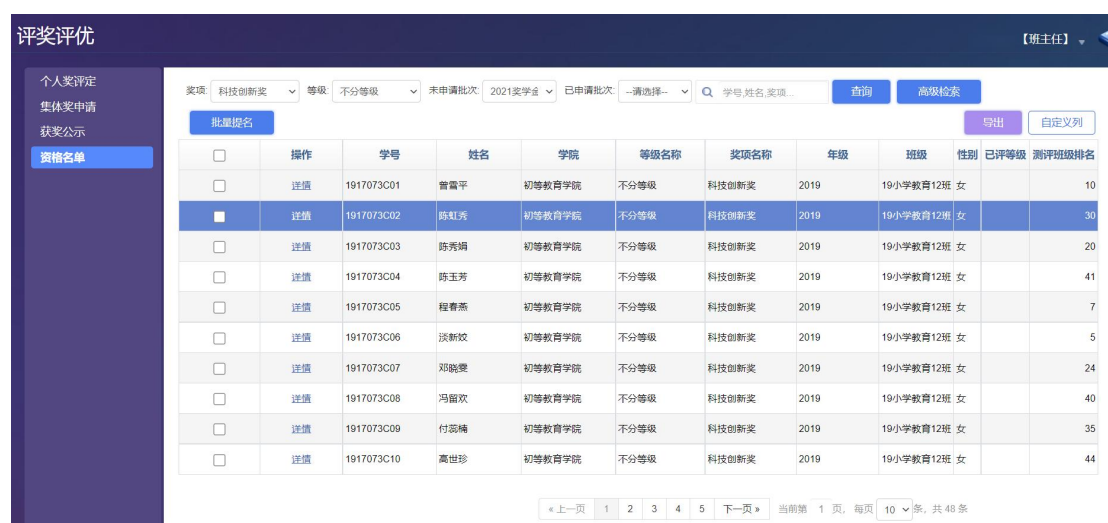 评奖评优 【班主任】
个人奖评定
集体奖申请
获奖公示
资格名单
奖项: 科技创新奖 等级: 不分等级 未申请批次: 2021奖学金 已申请批次: --请选择-- 学号,姓名,奖项... 查询 高级检索
批量提名 导出 自定义列
操作 学号 姓名 学院 等级名称 奖项名称 年级 班级 性别 已评等级 测评班级排名
详情 1917073C01 曾雪平 初等教育学院 不分等级 科技创新奖 2019 19小学教育12班 女 10
详情 1917073C02 陈虹秀 初等教育学院 不分等级 科技创新奖 2019 19小学教育12班 女 30
详情 1917073C03 陈秀娟 初等教育学院 不分等级 科技创新奖 2019 19小学教育12班 女 20
详情 1917073C04 陈玉芳 初等教育学院 不分等级 科技创新奖 2019 19小学教育12班 女 41
详情 1917073C05 程春燕 初等教育学院 不分等级 科技创新奖 2019 19小学教育12班 女 7
详情 1917073C06 淡新姣 初等教育学院 不分等级 科技创新奖 2019 19小学教育12班 女 5
详情 1917073C07 邓晓雯 初等教育学院 不分等级 科技创新奖 2019 19小学教育12班 女 24
详情 1917073C08 冯留欢 初等教育学院 不分等级 科技创新奖 2019 19小学教育12班 女 40
详情 1917073C09 付蕊楠 初等教育学院 不分等级 科技创新奖 2019 19小学教育12班 女 35
详情 1917073C10 高世珍 初等教育学院 不分等级 科技创新奖 2019 19小学教育12班 女 44
«上一页 1 2 3 4 5 下一页» 当前第 1 页, 每页 10 条, 共 48 条